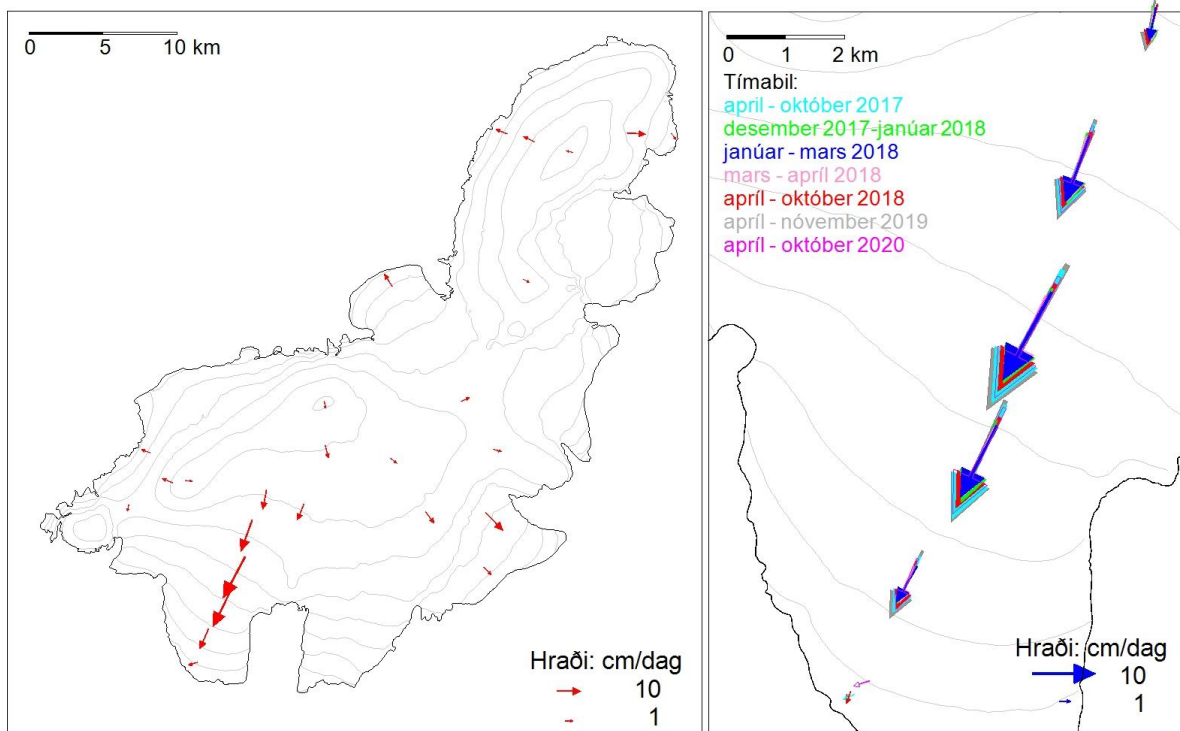 0 5 10 km
Hraði: cm/dag
10
1
0 1 2 km
Tímabil:
april - október 2017
desember 2017-janúar 2018
janúar - mars 2018
mars - apríl 2018
apríl - október 2018
apríl - nóvember 2019
apríl - október 2020
Hraði: cm/dag
10
1